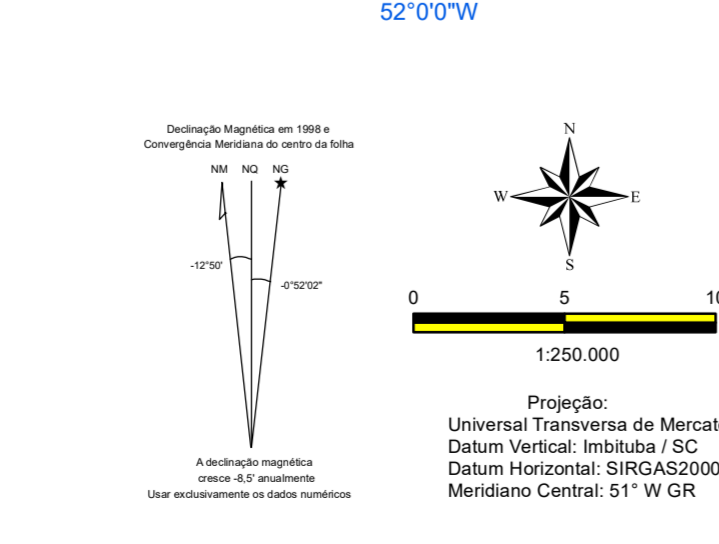 52°0'0"W
Declinação Magnética em 1998 e
Convergência Meridiana do centro da folha
NM NQ NG
-12°50'
-0°52'02"
A declinação magnética
cresce -8,5' anualmente
Usar exclusivamente os dados numéricos
N
W E
S
0 5 10
1:250.000
Projeção:
Universal Transversa de Mercat
Datum Vertical: Imbituba / SC
Datum Horizontal: SIRGAS2000
Meridiano Central: 51° W GR